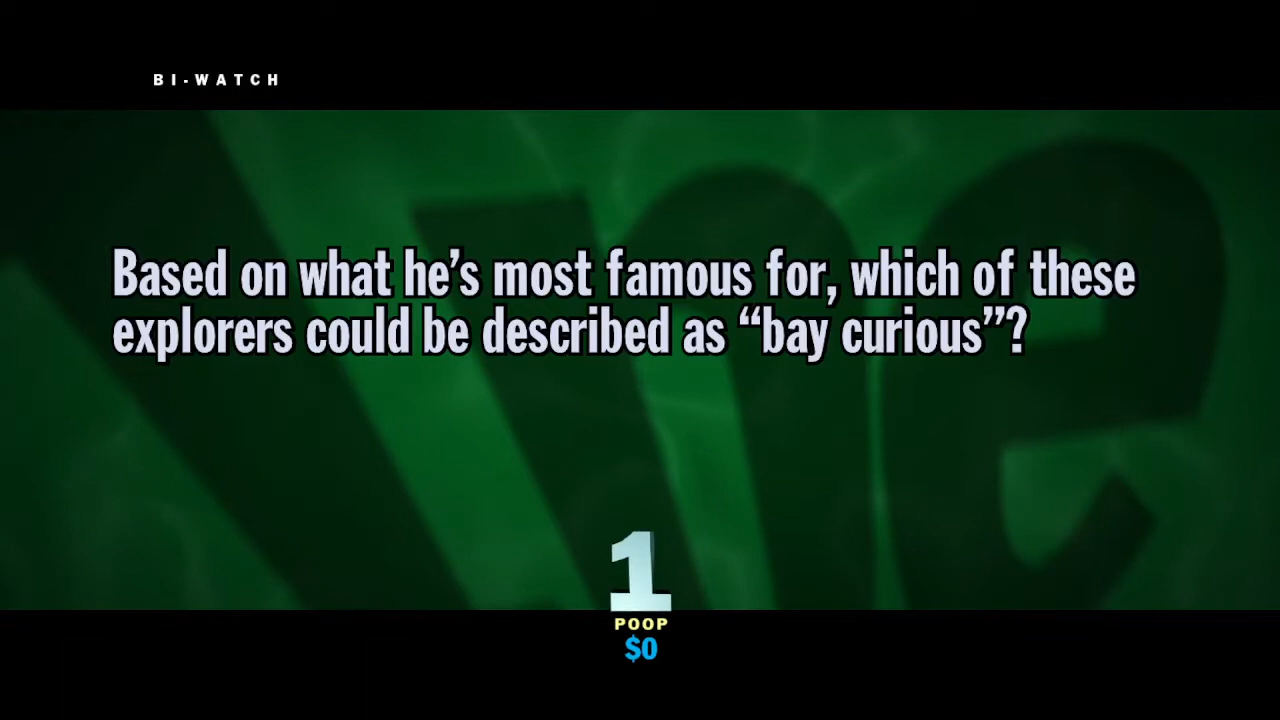 BI-WATCH
Based on what he’s most famous for, which of these
explorers could be described as “bay curious”?
1
POOP
$0